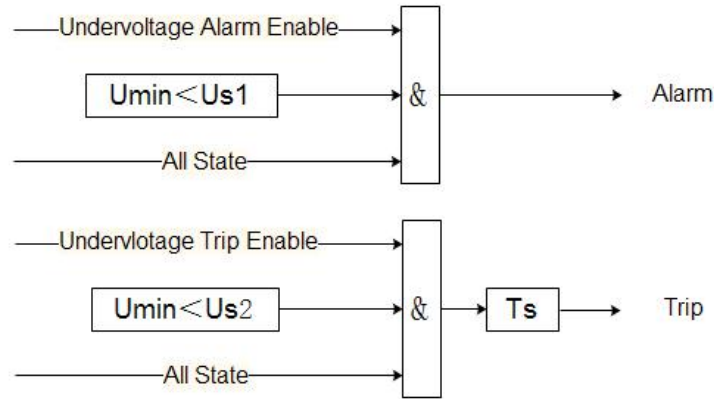 Undervoltage Alarm Enable
Umin＜Us1
&
Alarm
All State
Undervlotage Trip Enable
Umin＜Us2
&
Ts
Trip
All State